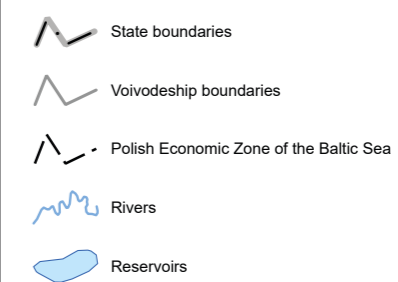 State boundaries
Voivodeship boundaries
Polish Economic Zone of the Baltic Sea
Rivers
Reservoirs